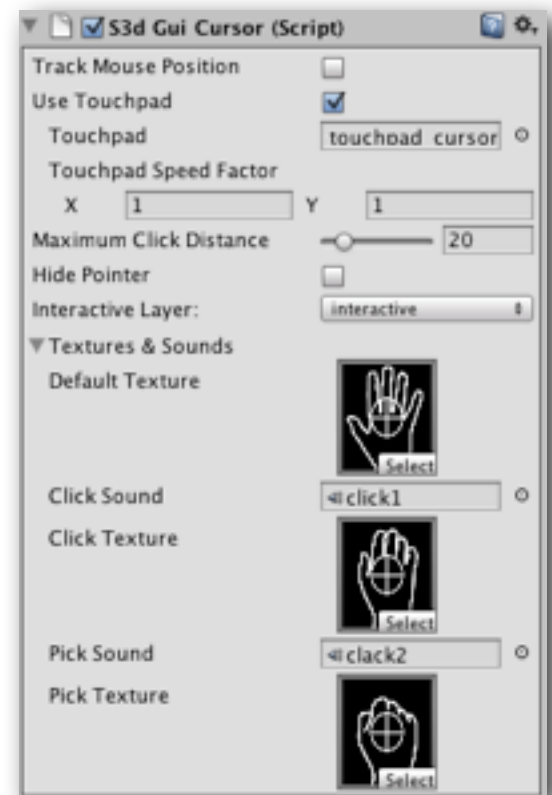 S3d Gui Cursor (Script)
Track Mouse Position
Use Touchpad
Touchpad touchpad_cursor
Touchpad Speed Factor
X 1 Y 1
Maximum Click Distance 20
Hide Pointer
Interactive Layer: interactive
Textures & Sounds
Default Texture
Select
Click Sound click1
Click Texture
Select
Pick Sound clack2
Pick Texture
Select